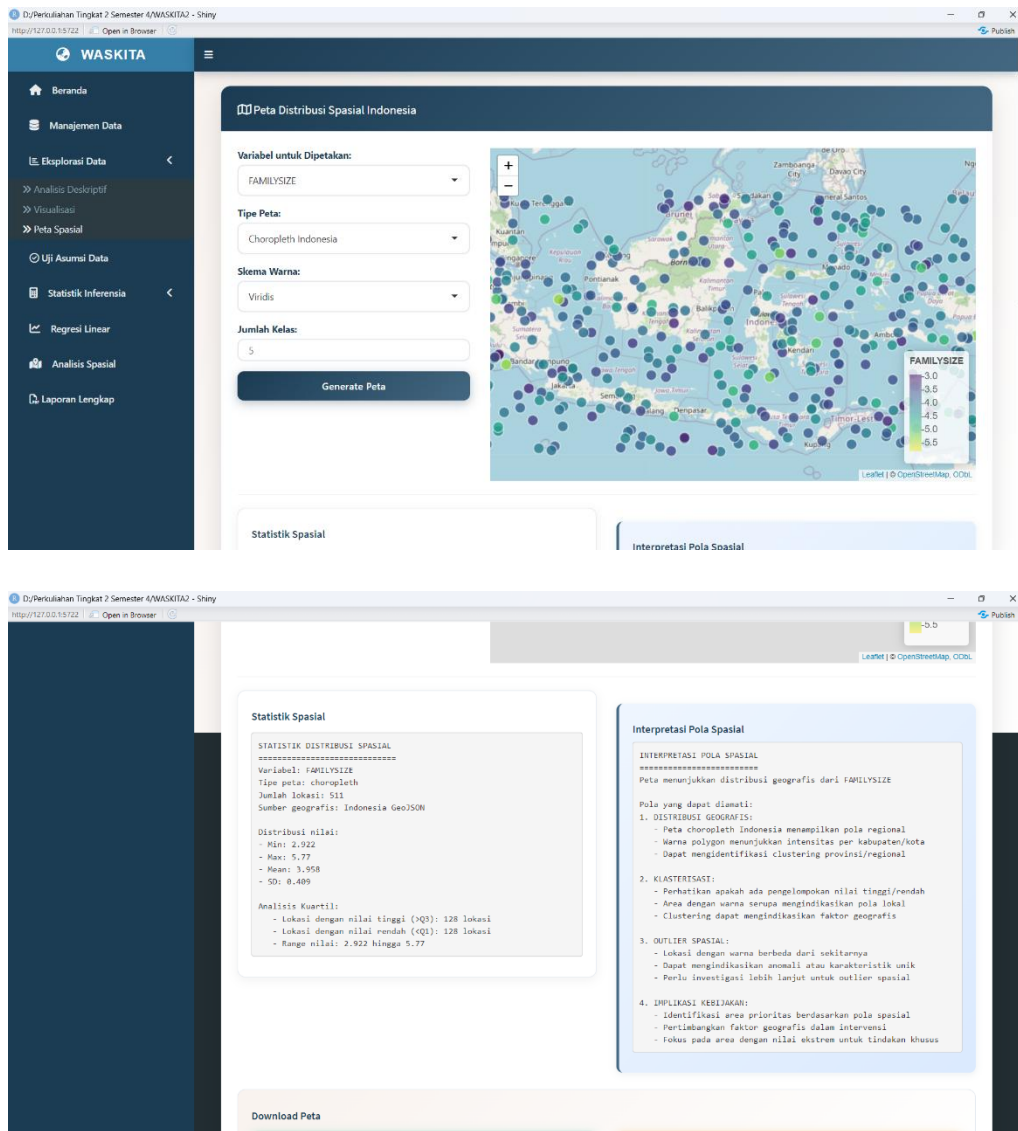 D:/Perkuliahan Tingkat 2 Semester 4/WASKITA2 - Shiny
http://127.0.0.1:5722 Open in Browser Publish
WASKITA
Beranda
Manajemen Data
Eksplorasi Data
Analisis Deskriptif
Visualisasi
Peta Spasial
Uji Asumsi Data
Statistik Inferensia
Regresi Linear
Analisis Spasial
Laporan Lengkap
Peta Distribusi Spasial Indonesia
Variabel untuk Dipetakan:
FAMILYSIZE
Tipe Peta:
Choropleth Indonesia
Skema Warna:
Viridis
Jumlah Kelas:
5
Generate Peta
+
−
Zamboanga City
Davao City
General Santos
Kuantan
Pontianak
Jakarta
Denpasar
Kupang
FAMILYSIZE
3.0
3.5
4.0
4.5
5.0
5.5
Leaflet | © OpenStreetMap, ODbL
Statistik Spasial
Interpretasi Pola Spasial
D:/Perkuliahan Tingkat 2 Semester 4/WASKITA2 - Shiny
http://127.0.0.1:5722 Open in Browser Publish
5.5
Leaflet | © OpenStreetMap, ODbL
Statistik Spasial
STATISTIK DISTRIBUSI SPASIAL
=============================
Variabel: FAMILYSIZE
Tipe peta: choropleth
Jumlah lokasi: 511
Sumber geografis: Indonesia GeoJSON
Distribusi nilai:
- Min: 2.922
- Max: 5.77
- Mean: 3.958
- SD: 0.409
Analisis Kuartil:
- Lokasi dengan nilai tinggi (>Q3): 128 lokasi
- Lokasi dengan nilai rendah (<Q1): 128 lokasi
- Range nilai: 2.922 hingga 5.77
Interpretasi Pola Spasial
INTERPRETASI POLA SPASIAL
=========================
Peta menunjukkan distribusi geografis dari FAMILYSIZE
Pola yang dapat diamati:
1. DISTRIBUSI GEOGRAFIS:
- Peta choropleth Indonesia menampilkan pola regional
- Warna polygon menunjukkan intensitas per kabupaten/kota
- Dapat mengidentifikasi clustering provinsi/regional
2. KLASTERISASI:
- Perhatikan apakah ada pengelompokan nilai tinggi/rendah
- Area dengan warna serupa mengindikasikan pola lokal
- Clustering dapat mengindikasikan faktor geografis
3. OUTLIER SPASIAL:
- Lokasi dengan warna berbeda dari sekitarnya
- Dapat mengindikasikan anomali atau karakteristik unik
- Perlu investigasi lebih lanjut untuk outlier spasial
4. IMPLIKASI KEBIJAKAN:
- Identifikasi area prioritas berdasarkan pola spasial
- Pertimbangkan faktor geografis dalam intervensi
- Fokus pada area dengan nilai ekstrem untuk tindakan khusus
Download Peta